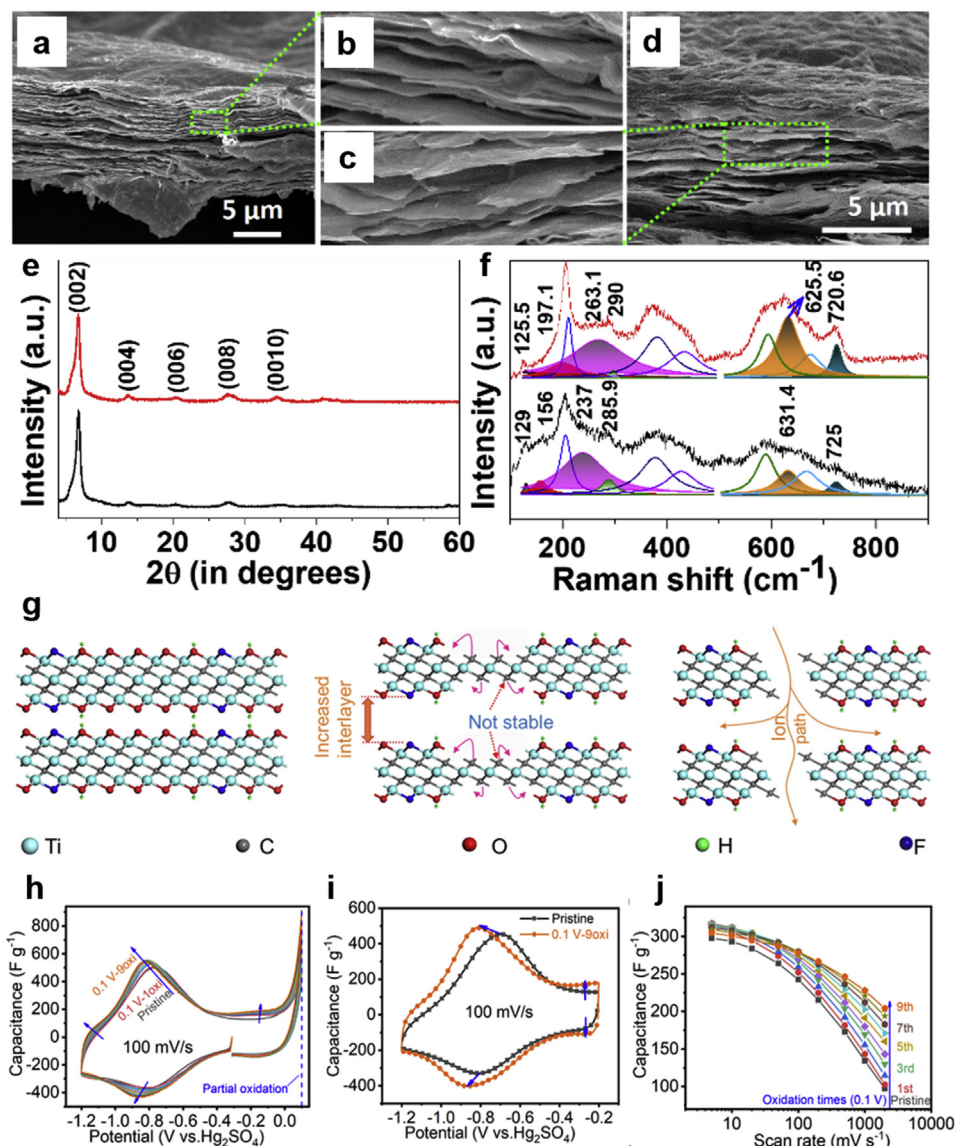 a
b
c
d
5 μm
5 μm
e
Intensity (a.u.)
(002)
(004)
(006)
(008)
(0010)
10 20 30 40 50 60
2θ (in degrees)
f
Intensity (a.u.)
125.5
197.1
263.1
290
625.5
720.6
129
156
237
285.9
631.4
725
200 400 600 800
Raman shift (cm-1)
g
Increased
interlayer
Not stable
Ion
path
Ti
C
O
H
F
h
Capacitance (F g-1)
800
600
400
200
0
-200
-400
0.1 V-9oxi
0.1 V-1oxi
Pristine
100 mV/s
Partial oxidation
-1.2 -1.0 -0.8 -0.6 -0.4 -0.2 0.0
Potential (V vs.Hg2SO4)
i
Capacitance (F g-1)
600
400
200
0
-200
-400
Pristine
0.1 V-9oxi
100 mV/s
-1.2 -1.0 -0.8 -0.6 -0.4 -0.2
Potential (V vs.Hg2SO4)
j
Capacitance (F g-1)
300
250
200
150
100
9th
7th
5th
3rd
1st
Oxidation times (0.1 V)
Pristine
10 100 1000 10000
Scan rate (mV s-1)